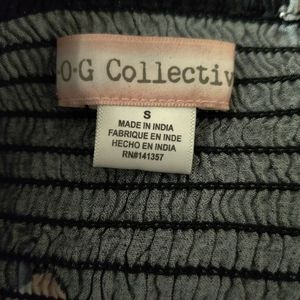 O-G Collectiv
S
MADE IN INDIA
FABRIQUE EN INDE
HECHO EN INDIA
RN#141357